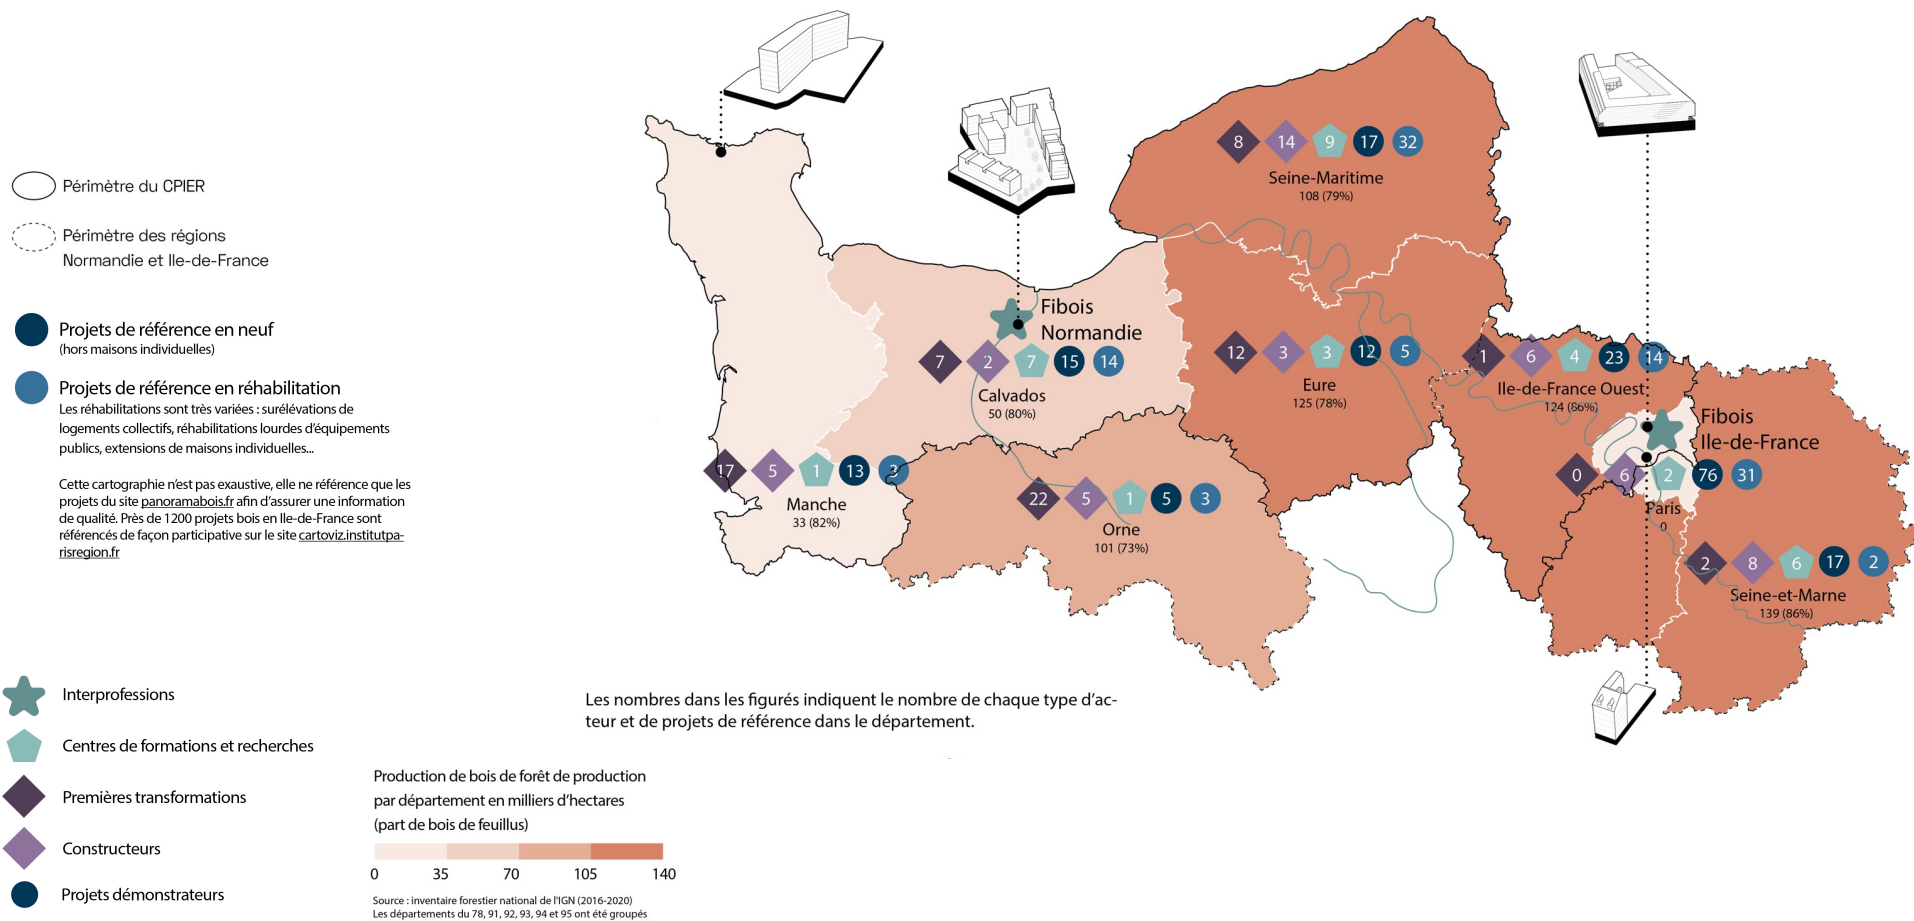 Périmètre du CPIER
Périmètre des régions
Normandie et Ile-de-France
Projets de référence en neuf
(hors maisons individuelles)
Projets de référence en réhabilitation
Les réhabilitations sont très variées : surélévations de
logements collectifs, réhabilitations lourdes d'équipements
publics, extensions de maisons individuelles...
Cette cartographie n'est pas exaustive, elle ne référence que les
projets du site panoramabois.fr afin d'assurer une information
de qualité. Près de 1200 projets bois en Ile-de-France sont
référencés de façon participative sur le site cartoviz.institutpa-
risregion.fr
Interprofessions
Centres de formations et recherches
Premières transformations
Constructeurs
Projets démonstrateurs
8 14 9 17 32
Seine-Maritime
108 (79%)
Fibois
Normandie
7 2 7 15 14
Calvados
50 (80%)
12 3 3 12 5
Eure
125 (78%)
1 6 4 23 14
Ile-de-France Ouest
124 (86%)
Fibois
Ile-de-France
17 5 1 13 3
Manche
33 (82%)
22 5 1 5 3
Orne
101 (73%)
0 6 2 76 31
Paris
0
2 8 6 17 2
Seine-et-Marne
139 (86%)
Les nombres dans les figurés indiquent le nombre de chaque type d'ac-
teur et de projets de référence dans le département.
Production de bois de forêt de production
par département en milliers d'hectares
(part de bois de feuillus)
0 35 70 105 140
Source : inventaire forestier national de l'IGN (2016-2020)
Les départements du 78, 91, 92, 93, 94 et 95 ont été groupés